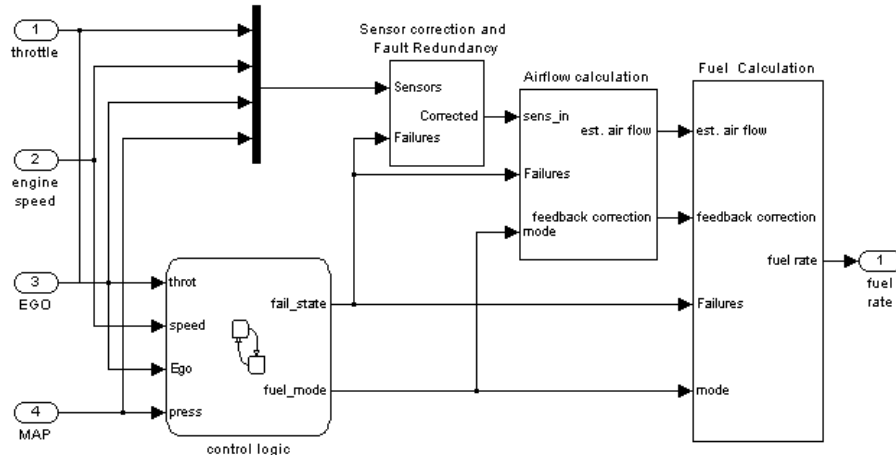 1
throttle
2
engine
speed
3
EGO
4
MAP
Sensor correction and
Fault Redundancy
Sensors
Corrected
Failures
Airflow calculation
sens_in
est. air flow
Failures
feedback correction
mode
Fuel Calculation
est. air flow
feedback correction
fuel rate
Failures
mode
1
fuel
rate
throt
fail_state
speed
Ego
fuel_mode
press
control logic